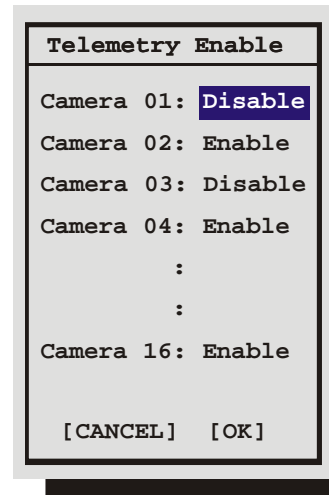 Telemetry Enable
Camera 01: Disable
Camera 02: Enable
Camera 03: Disable
Camera 04: Enable
:
:
Camera 16: Enable
[CANCEL] [OK]